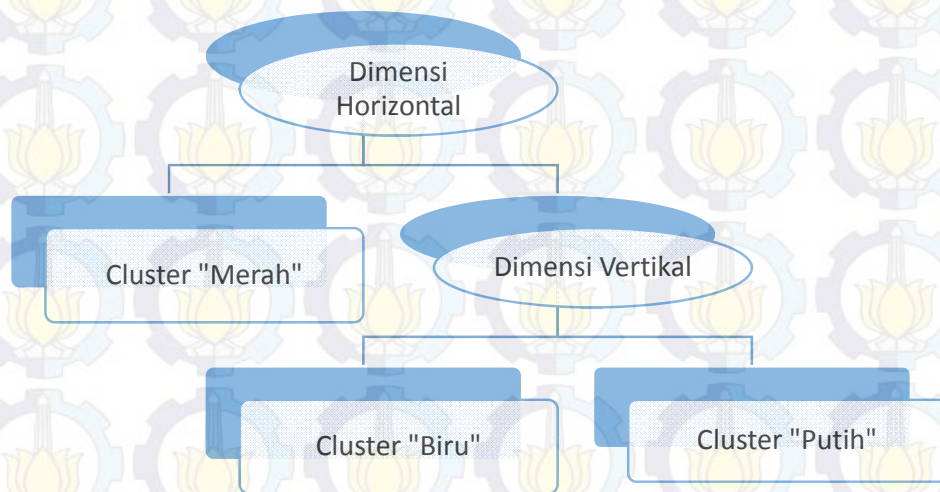 Dimensi
Horizontal
Cluster "Merah"
Dimensi Vertikal
Cluster "Biru"
Cluster "Putih"